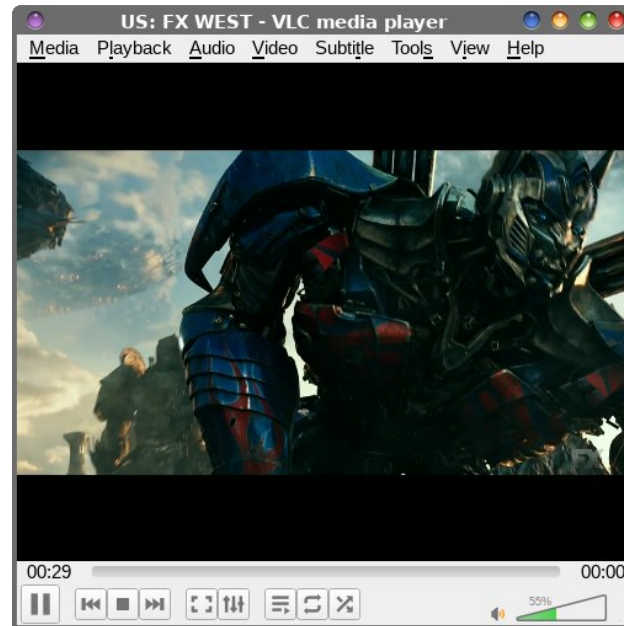 US: FX WEST - VLC media player
Media Playback Audio Video Subtitle Tools View Help
00:29 00:00
55%